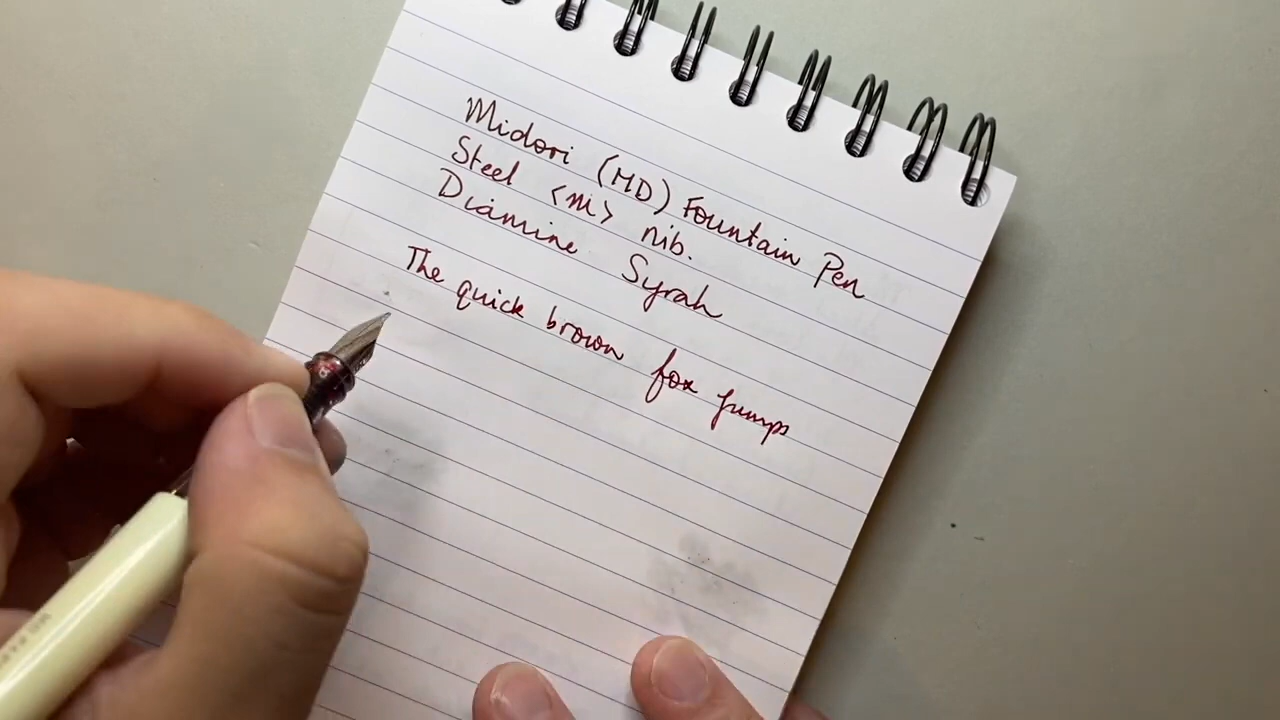 Midori (MD) Fountain Pen
Steel <m> nib.
Diamine Syrah
The quick brown fox jumps